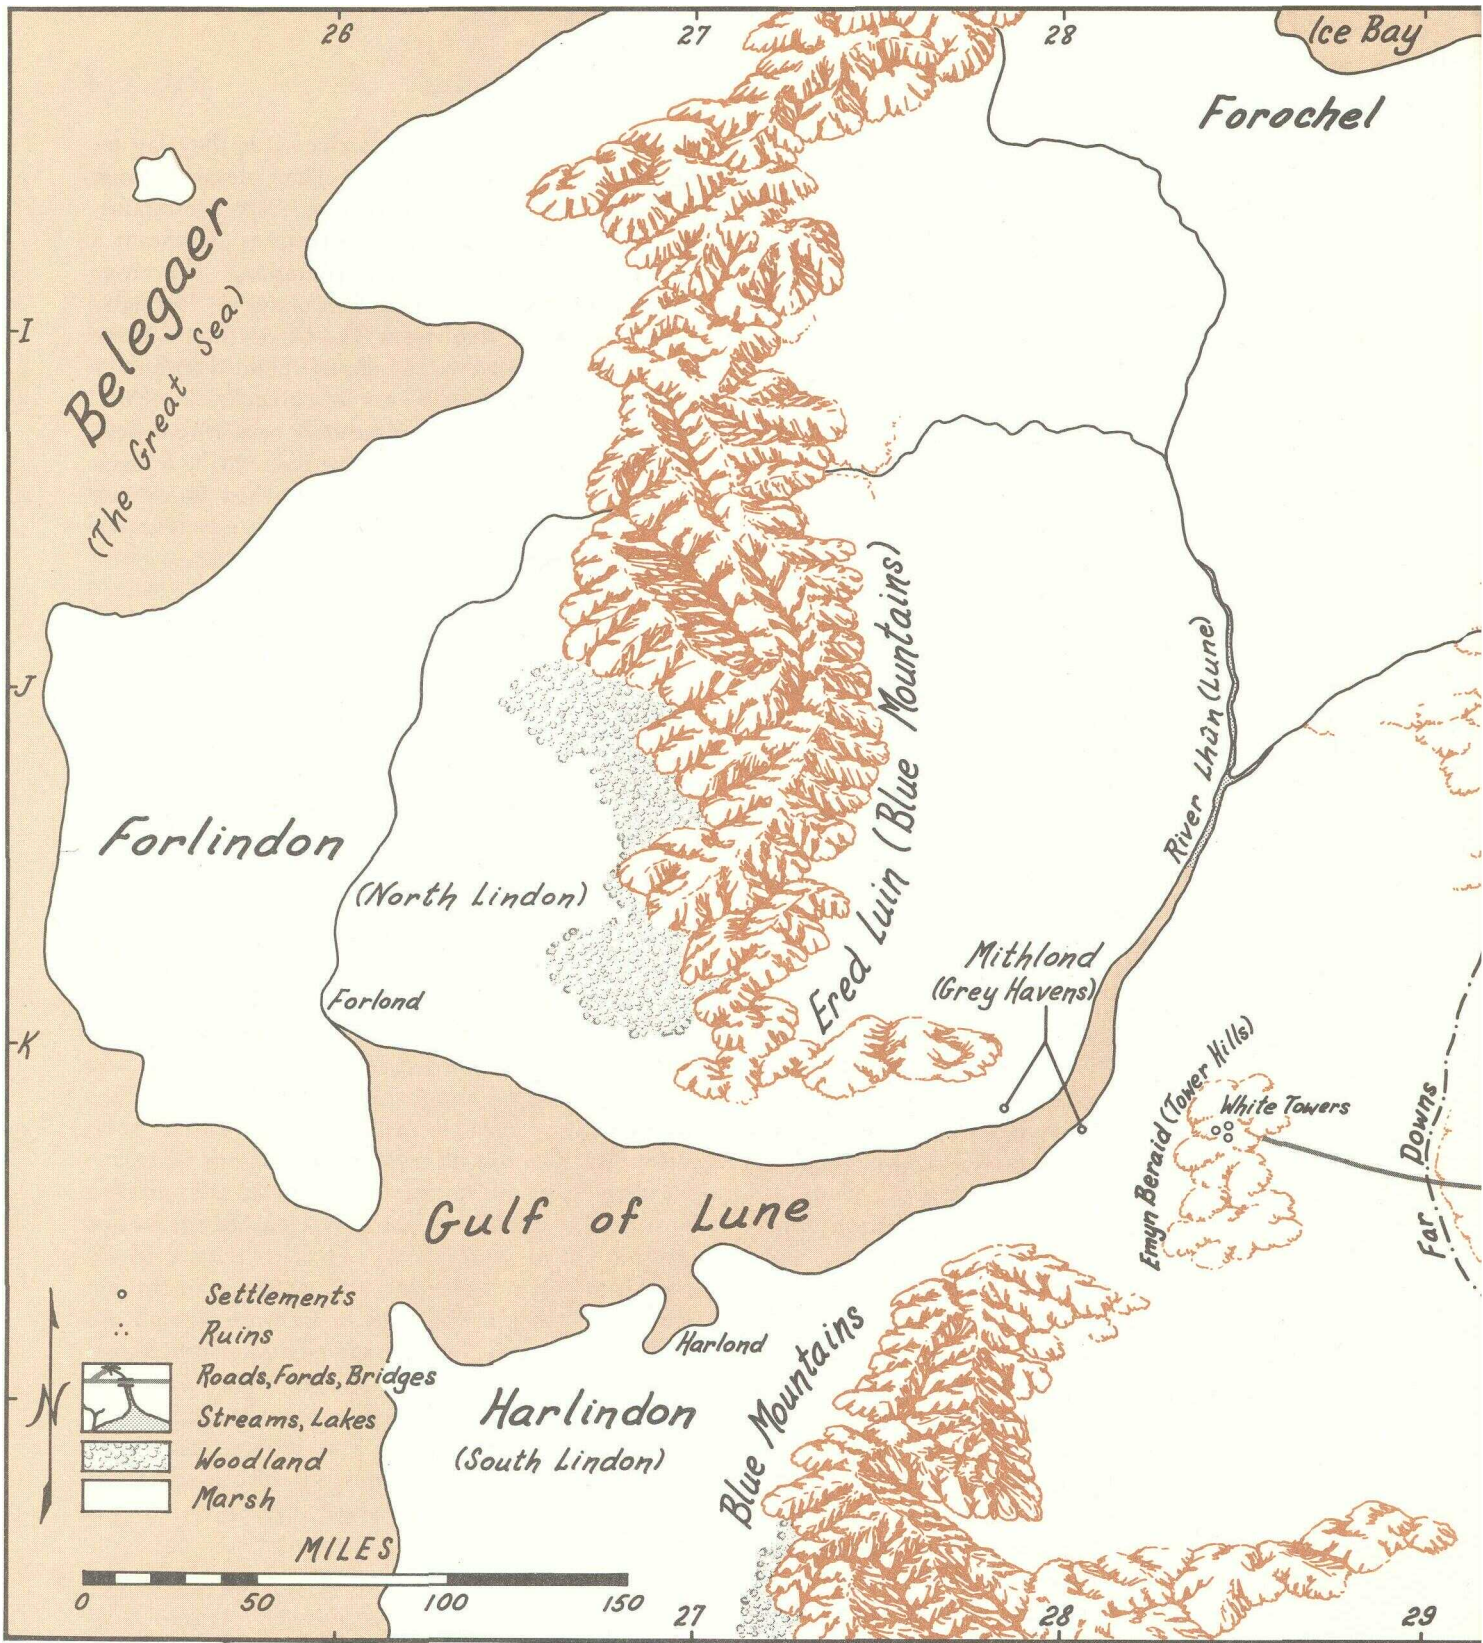 26
27
28
Ice Bay
Forochel
I
Belegaer
(The Great Sea)
J
Ered Luin (Blue Mountains)
River Lhûn (Lune)
Forlindon
(North Lindon)
Forlond
Mithlond
(Grey Havens)
K
Emyn Beraid (Tower Hills)
White Towers
Far Downs
Gulf of Lune
Settlements
Ruins
Roads, Fords, Bridges
Streams, Lakes
Woodland
Marsh
N
Harlond
Harlindon
(South Lindon)
Blue Mountains
MILES
0 50 100 150
27
28
29